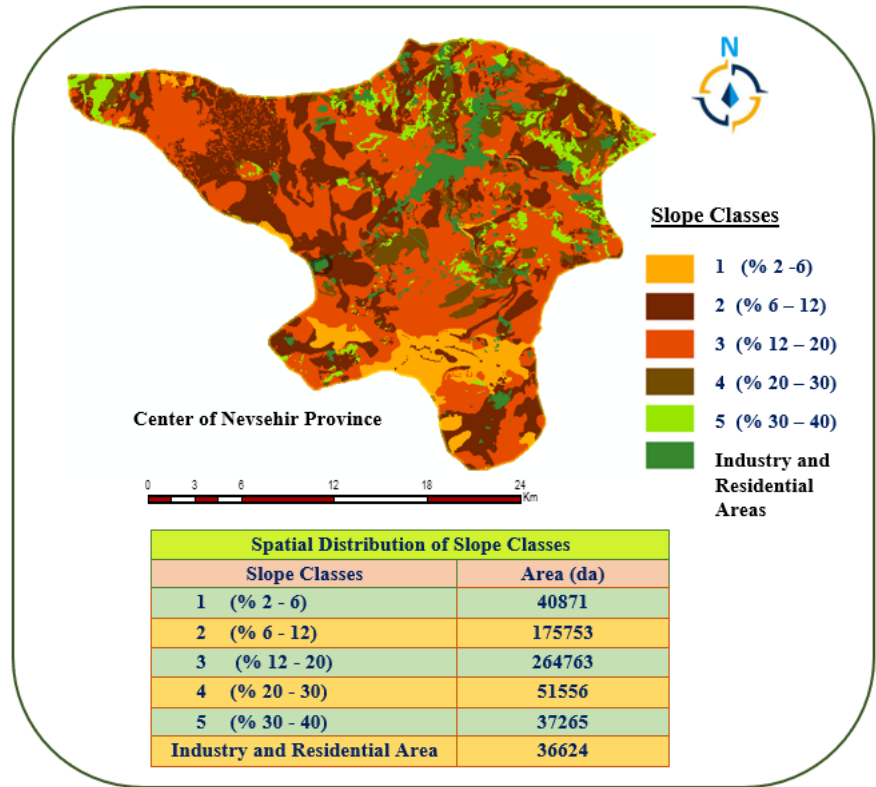 N
Slope Classes
1 (% 2 -6)
2 (% 6 – 12)
3 (% 12 – 20)
4 (% 20 – 30)
5 (% 30 – 40)
Industry and
Residential
Areas
Center of Nevsehir Province
0 3 6 12 18 24
Km
Spatial Distribution of Slope Classes
Slope Classes Area (da)
1 (% 2 - 6) 40871
2 (% 6 - 12) 175753
3 (% 12 - 20) 264763
4 (% 20 - 30) 51556
5 (% 30 - 40) 37265
Industry and Residential Area 36624